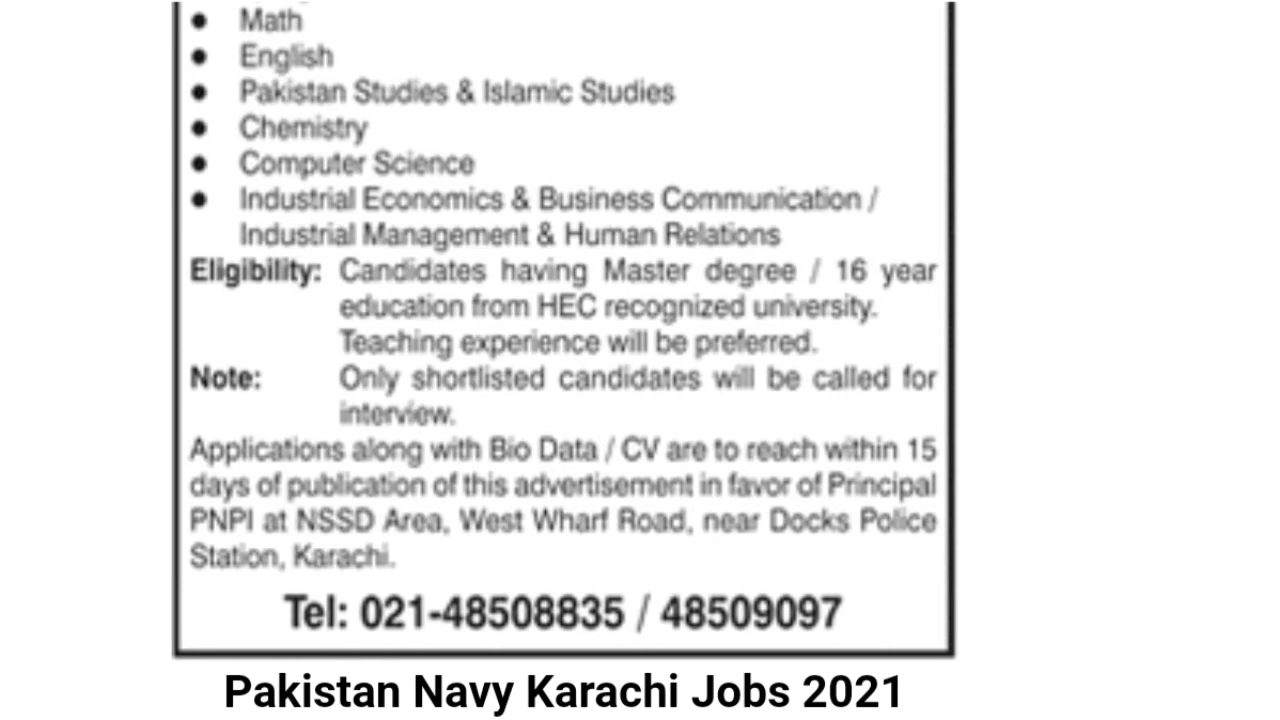 • Math
• English
• Pakistan Studies & Islamic Studies
• Chemistry
• Computer Science
• Industrial Economics & Business Communication /
Industrial Management & Human Relations
Eligibility: Candidates having Master degree / 16 year
education from HEC recognized university.
Teaching experience will be preferred.
Note: Only shortlisted candidates will be called for
interview.
Applications along with Bio Data / CV are to reach within 15
days of publication of this advertisement in favor of Principal
PNPI at NSSD Area, West Wharf Road, near Docks Police
Station, Karachi.
Tel: 021-48508835 / 48509097
Pakistan Navy Karachi Jobs 2021